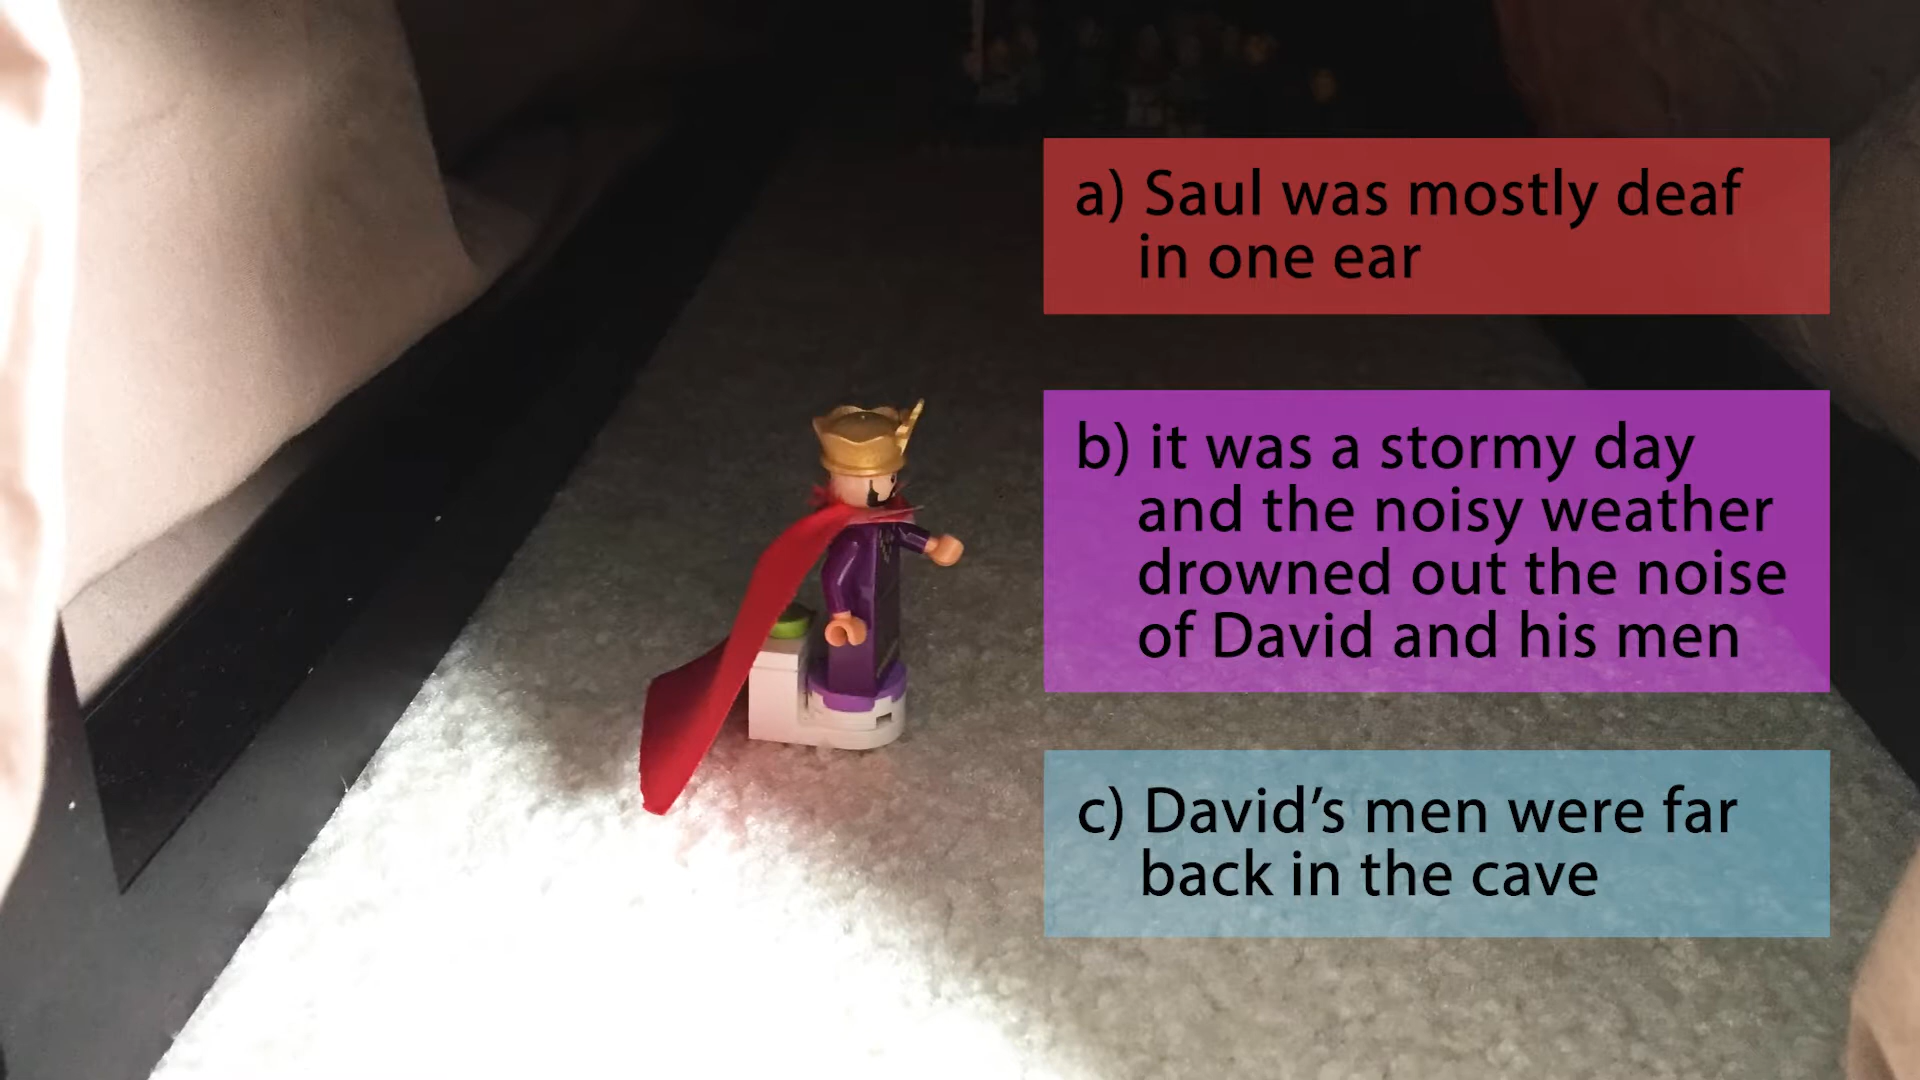 a) Saul was mostly deaf
in one ear
b) it was a stormy day
and the noisy weather
drowned out the noise
of David and his men
c) David’s men were far
back in the cave